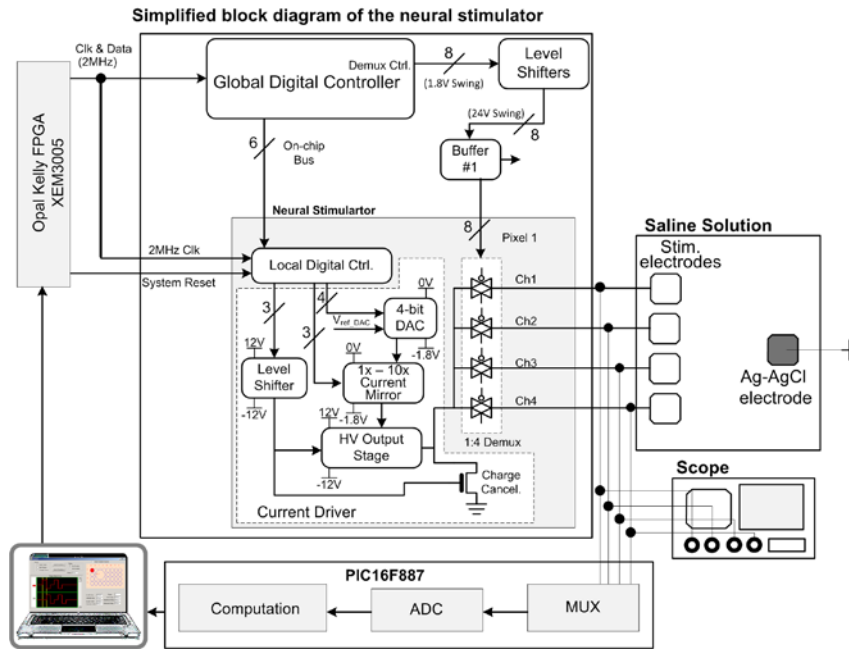 Simplified block diagram of the neural stimulator
Clk & Data
(2MHz)
Opal Kelly FPGA
XEM3005
Global Digital Controller
Demux Ctrl.
8
(1.8V Swing)
Level
Shifters
(24V Swing)
8
6
On-chip
Bus
Buffer
#1
Neural Stimulartor
8
Pixel 1
2MHz Clk
System Reset
Local Digital Ctrl.
3
3
4
Vref_DAC
0V
4-bit
DAC
-1.8V
12V
Level
Shifter
-12V
0V
1x – 10x
Current
Mirror
-1.8V
12V
HV Output
Stage
-12V
Ch1
Ch2
Ch3
Ch4
1:4 Demux
Charge
Cancel.
Current Driver
Saline Solution
Stim.
electrodes
Ag-AgCl
electrode
Scope
PIC16F887
Computation
ADC
MUX